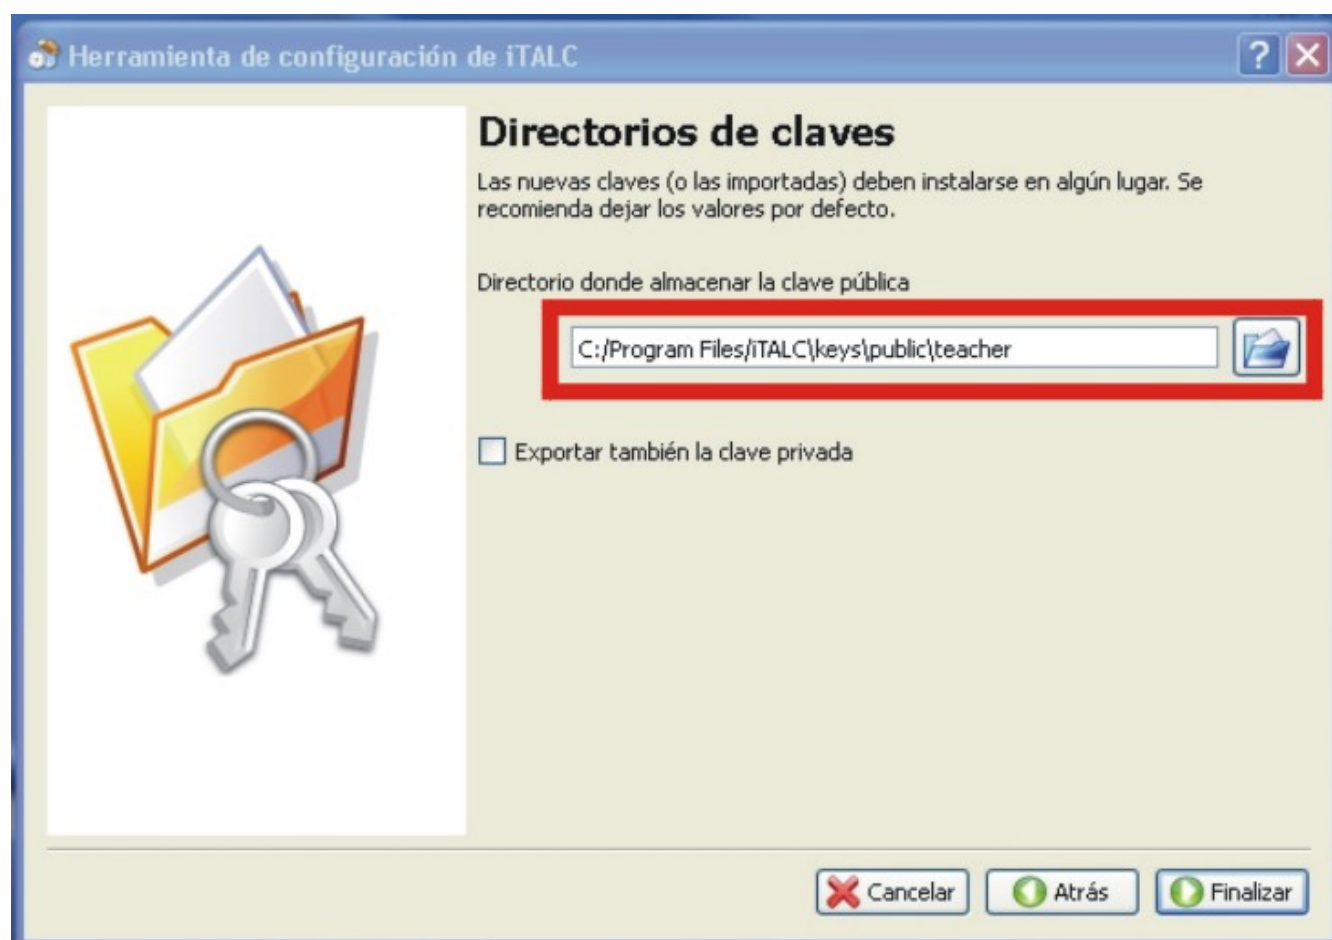 Herramienta de configuración de iTALC
Directorios de claves
Las nuevas claves (o las importadas) deben instalarse en algún lugar. Se
recomienda dejar los valores por defecto.
Directorio donde almacenar la clave pública
C:/Program Files/iTALC\keys\public\teacher
Exportar también la clave privada
Cancelar Atrás Finalizar